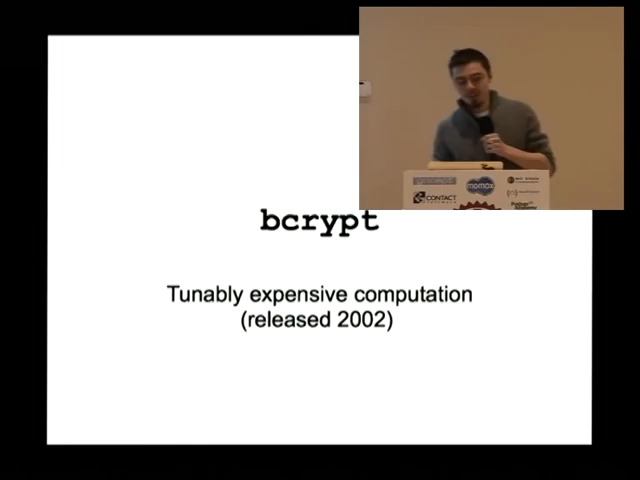 momox
CONTACT
bcrypt
Tunably expensive computation
(released 2002)